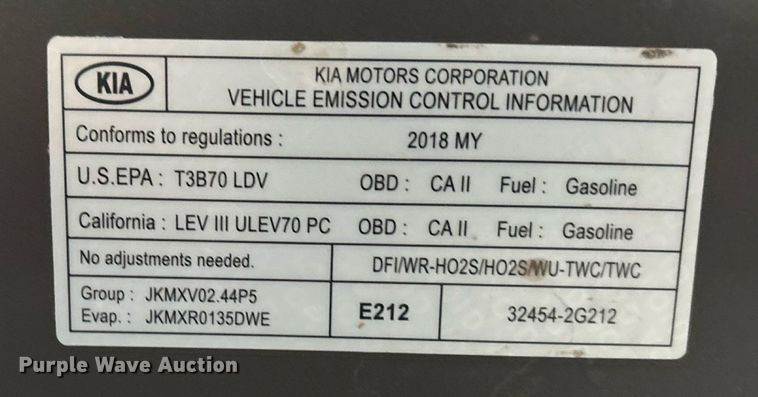 KIA
KIA MOTORS CORPORATION
VEHICLE EMISSION CONTROL INFORMATION
Conforms to regulations : 2018 MY
U.S.EPA : T3B70 LDV OBD : CA II Fuel : Gasoline
California : LEV III ULEV70 PC OBD : CA II Fuel : Gasoline
No adjustments needed. DFI/WR-HO2S/HO2S/WU-TWC/TWC
Group : JKMXV02.44P5
Evap. : JKMXR0135DWE
E212
32454-2G212
Purple Wave Auction